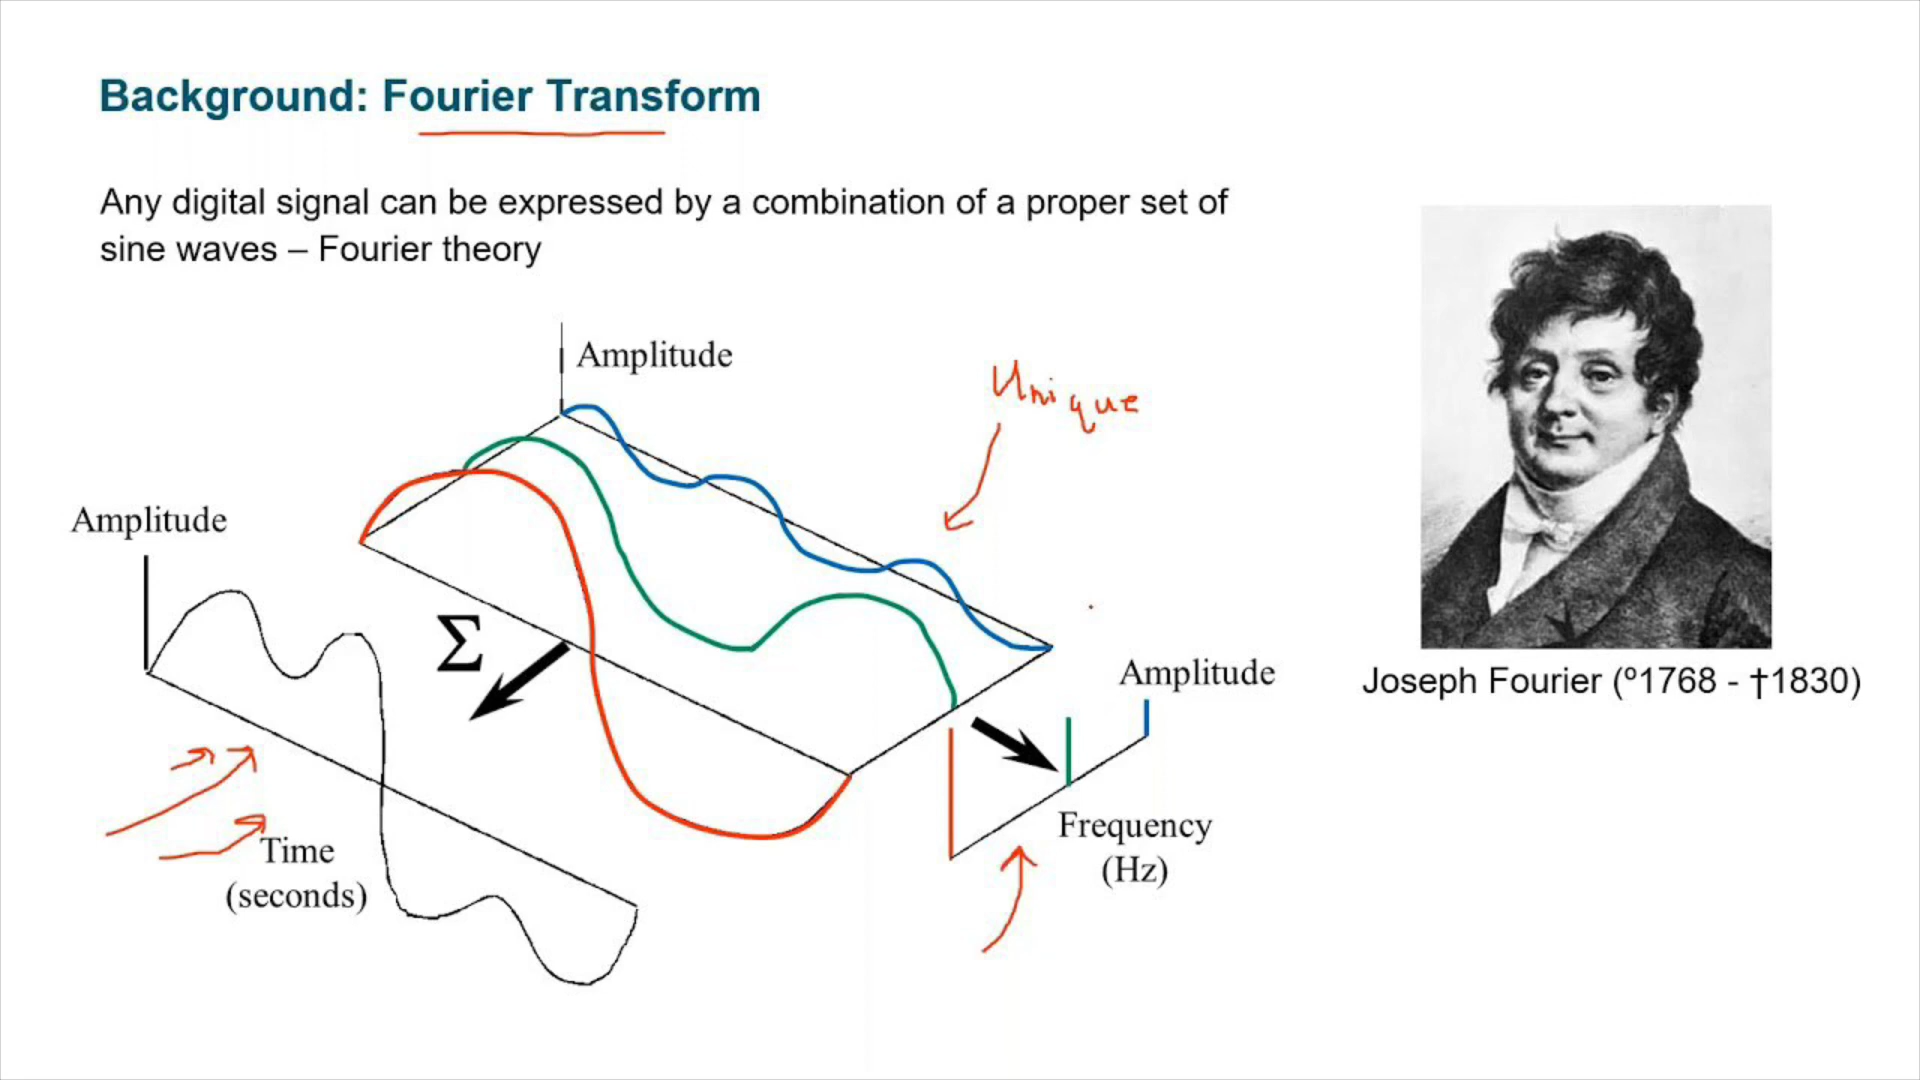 Background: Fourier Transform
Any digital signal can be expressed by a combination of a proper set of
sine waves – Fourier theory
Amplitude
Unique
Amplitude
Σ
Amplitude
Joseph Fourier (º1768 - †1830)
Frequency
(Hz)
Time
(seconds)